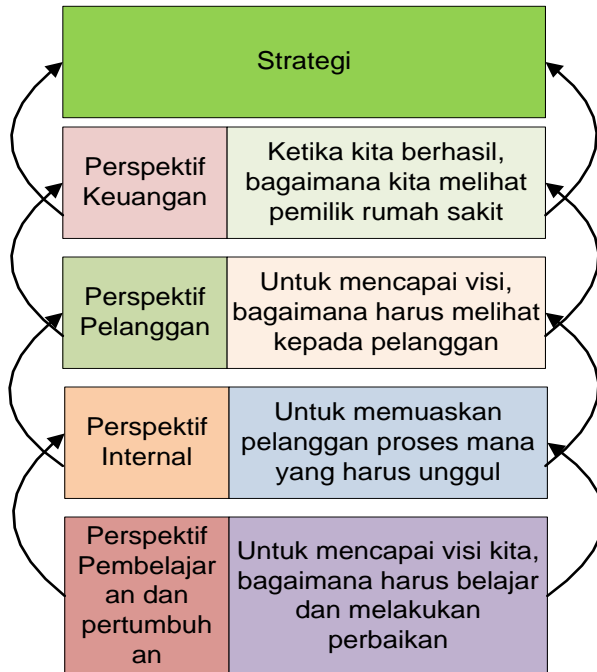 Strategi
Perspektif
Keuangan
Ketika kita berhasil,
bagaimana kita melihat
pemilik rumah sakit
Perspektif
Pelanggan
Untuk mencapai visi,
bagaimana harus melihat
kepada pelanggan
Perspektif
Internal
Untuk memuaskan
pelanggan proses mana
yang harus unggul
Perspektif
Pembelajar
an dan
pertumbuh
an
Untuk mencapai visi kita,
bagaimana harus belajar
dan melakukan
perbaikan